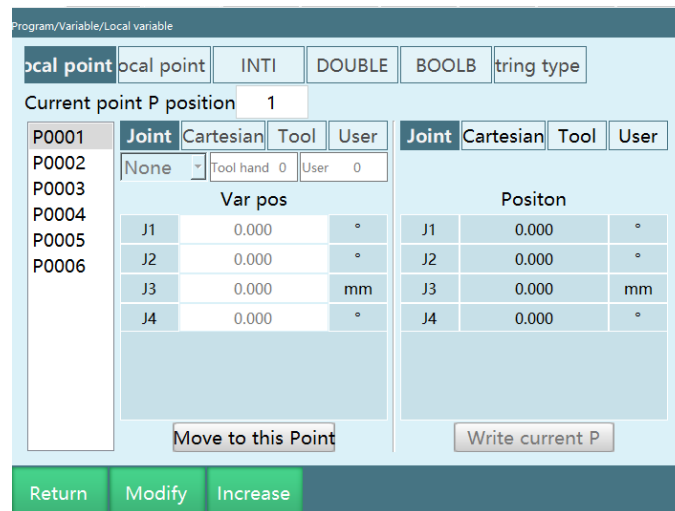 Program/Variable/Local variable
ocal point ocal point INTI DOUBLE BOOLB tring type
Current point P position 1
P0001
P0002
P0003
P0004
P0005
P0006
Joint Cartesian Tool User
None Tool hand 0 User 0
Var pos
J1 0.000 °
J2 0.000 °
J3 0.000 mm
J4 0.000 °
Move to this Point
Joint Cartesian Tool User
Positon
J1 0.000 °
J2 0.000 °
J3 0.000 mm
J4 0.000 °
Write current P
Return Modify Increase